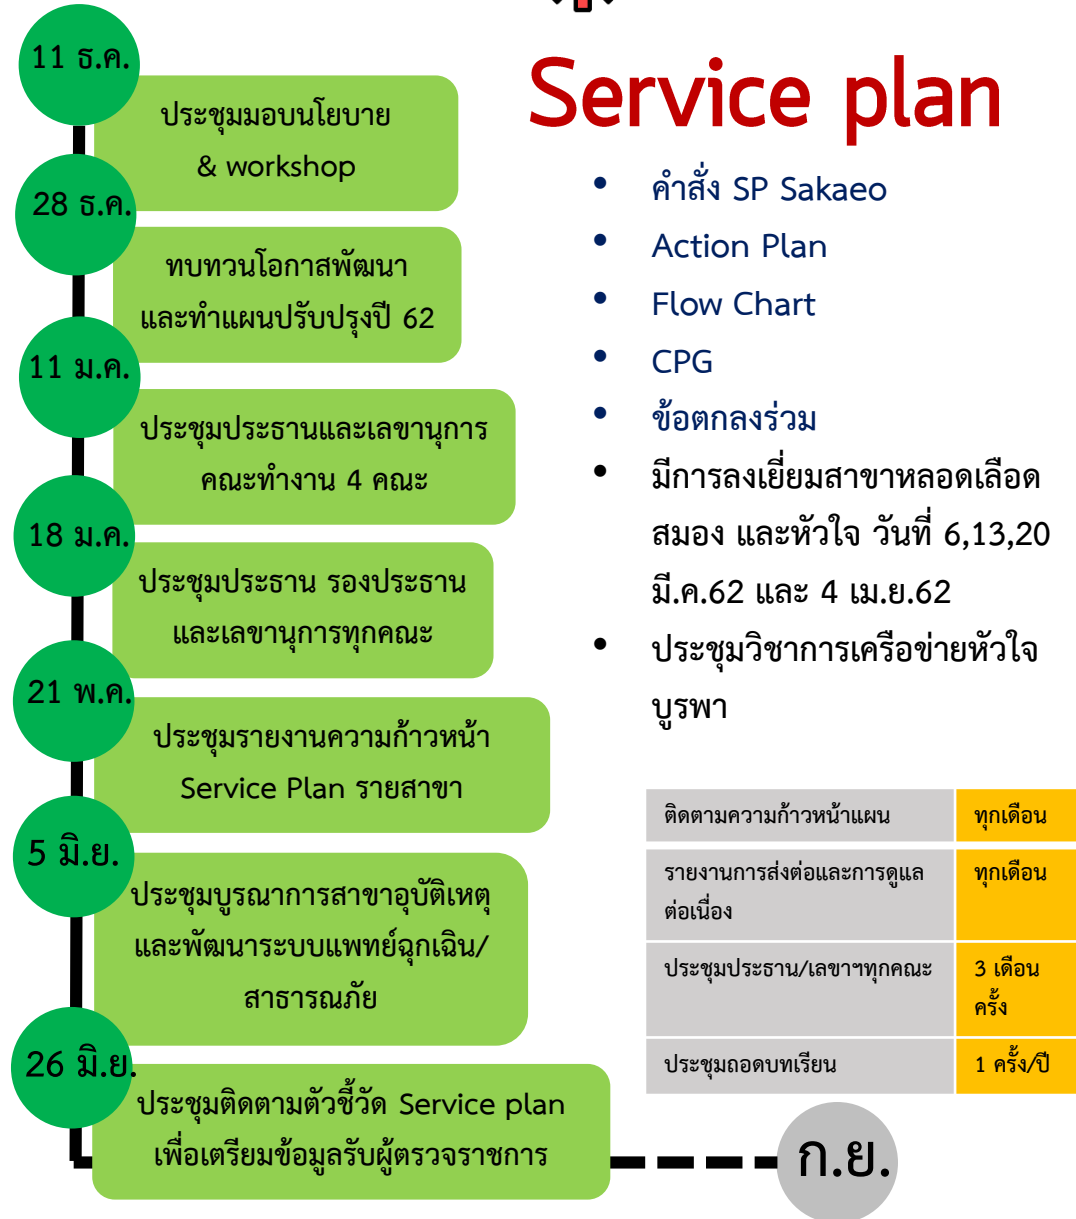 11 ธ.ค.
ประชุมมอบนโยบาย
& workshop
28 ธ.ค.
ทบทวนโอกาสพัฒนา
และทำแผนปรับปรุงปี 62
11 ม.ค.
ประชุมประธานและเลขานุการ
คณะทำงาน 4 คณะ
18 ม.ค.
ประชุมประธาน รองประธาน
และเลขานุการทุกคณะ
21 พ.ค.
ประชุมรายงานความก้าวหน้า
Service Plan รายสาขา
5 มิ.ย.
ประชุมบูรณาการสาขาอุบัติเหตุ
และพัฒนาระบบแพทย์ฉุกเฉิน/
สาธารณภัย
26 มิ.ย.
ประชุมติดตามตัวชี้วัด Service plan
เพื่อเตรียมข้อมูลรับผู้ตรวจราชการ
ก.ย.
Service plan
• คำสั่ง SP Sakaeo
• Action Plan
• Flow Chart
• CPG
• ข้อตกลงร่วม
• มีการลงเยี่ยมสาขาหลอดเลือด
สมอง และหัวใจ วันที่ 6,13,20
มี.ค.62 และ 4 เม.ย.62
• ประชุมวิชาการเครือข่ายหัวใจ
บูรพา
ติดตามความก้าวหน้าแผน ทุกเดือน
รายงานการส่งต่อและการดูแล ทุกเดือน
ต่อเนื่อง
ประชุมประธาน/เลขาฯทุกคณะ 3 เดือน
ครั้ง
ประชุมถอดบทเรียน 1 ครั้ง/ปี